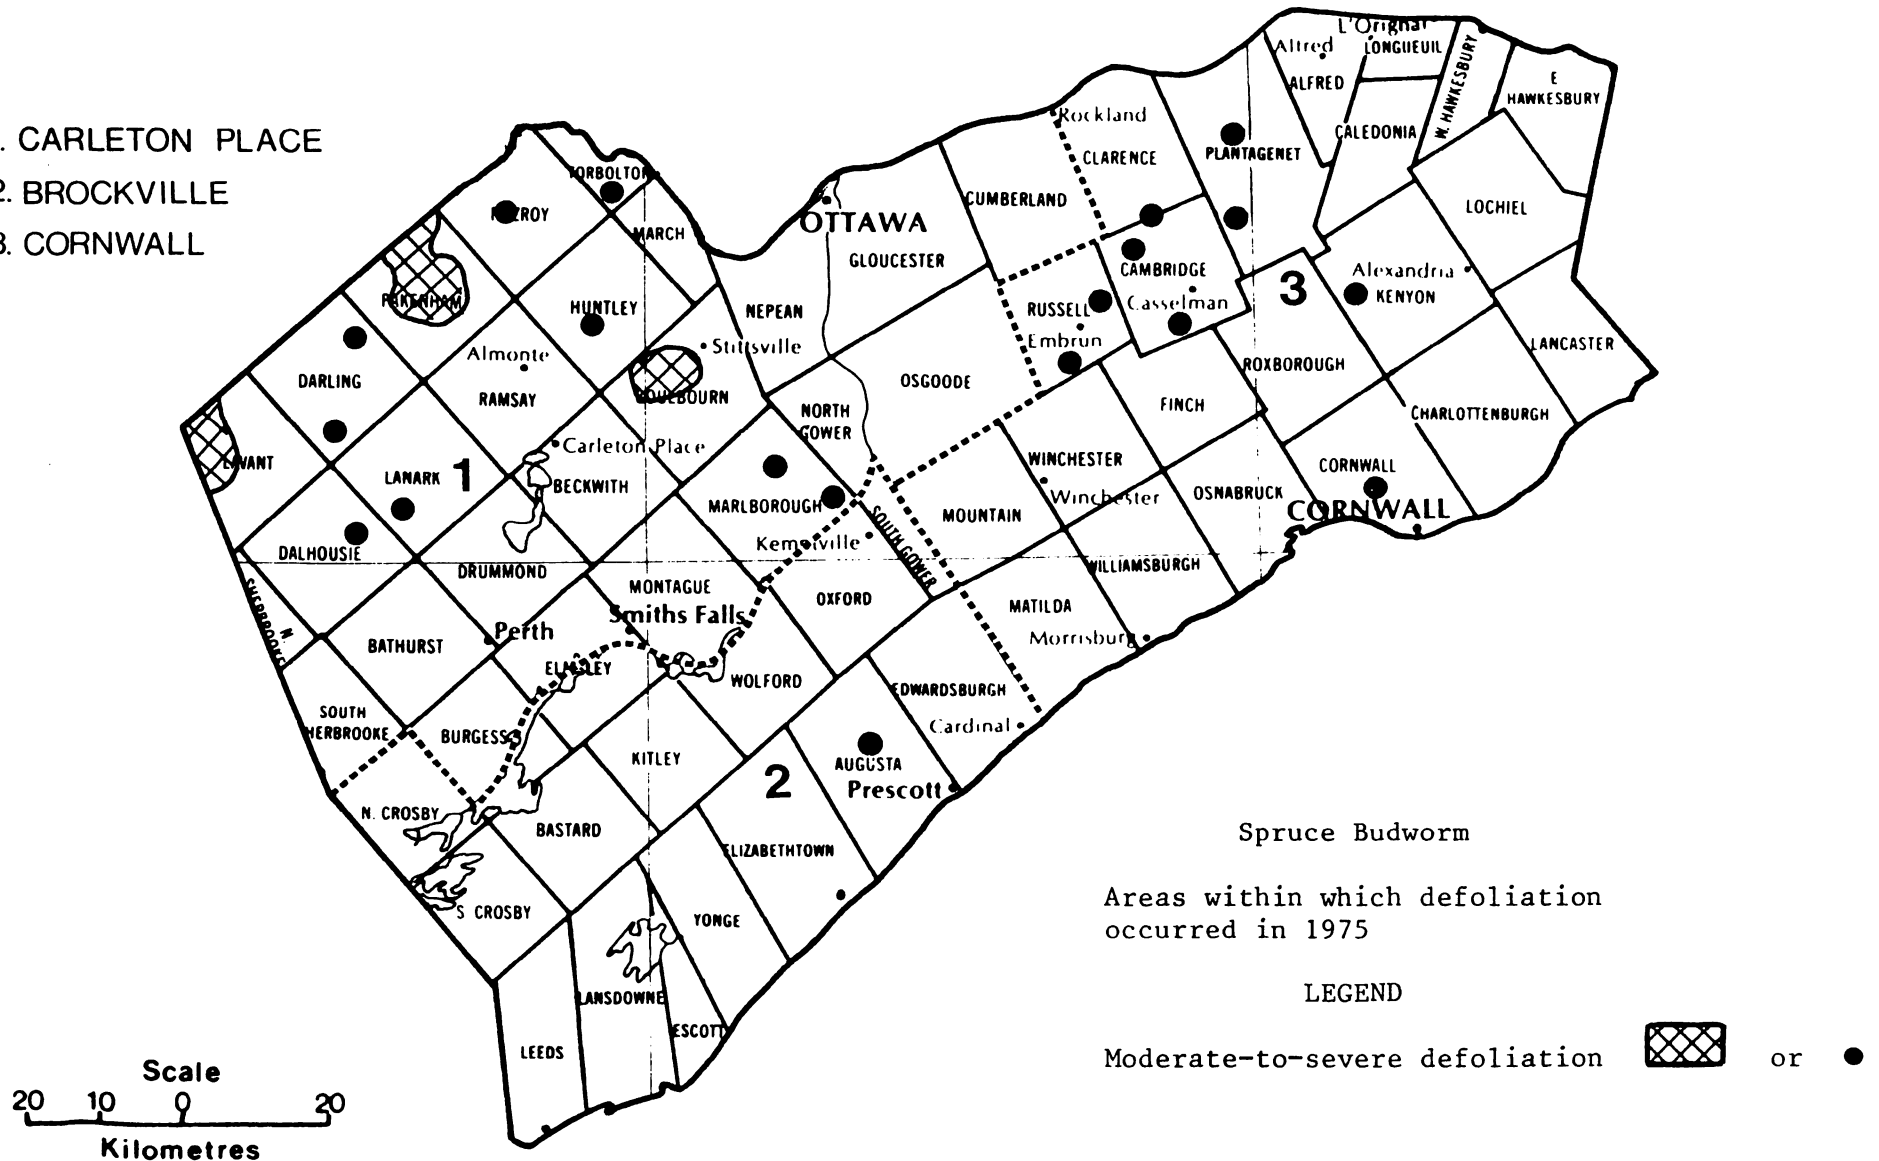 . CARLETON PLACE
2. BROCKVILLE
3. CORNWALL
L'Orignal
Alfred
LONGUEUIL
ALFRED
W. HAWKESBURY
E
HAWKESBURY
Rockland
CLARENCE
PLANTAGENET
CALEDONIA
TORBOLTON
FITZROY
MARCH
OTTAWA
GLOUCESTER
CUMBERLAND
LOCHIEL
CAMBRIDGE
Casselman
3
Alexandria
KENYON
PAKENHAM
HUNTLEY
NEPEAN
RUSSELL
Embrun
Stittsville
Almonte
LANCASTER
ROXBOROUGH
DARLING
RAMSAY
GOULBOURN
OSGOODE
NORTH
GOWER
FINCH
CHARLOTTENBURGH
LAVANT
LANARK
1
Carleton Place
BECKWITH
WINCHESTER
Winchester
CORNWALL
CORNWALL
OSNABRUCK
MARLBOROUGH
MOUNTAIN
SOUTH GOWER
Kemptville
DALHOUSIE
DRUMMOND
MONTAGUE
Smiths Falls
OXFORD
WILLIAMSBURGH
MATILDA
Morrisburg
N.
SHERBROOKE
BATHURST
Perth
ELMSLEY
WOLFORD
EDWARDSBURGH
Cardinal
SOUTH
SHERBROOKE
BURGESS
KITLEY
2
AUGUSTA
Prescott
N. CROSBY
BASTARD
ELIZABETHTOWN
S CROSBY
YONGE
LANSDOWNE
ESCOTT
LEEDS
Spruce Budworm
Areas within which defoliation
occurred in 1975
LEGEND
Moderate-to-severe defoliation or
Scale
20 10 0 20
Kilometres